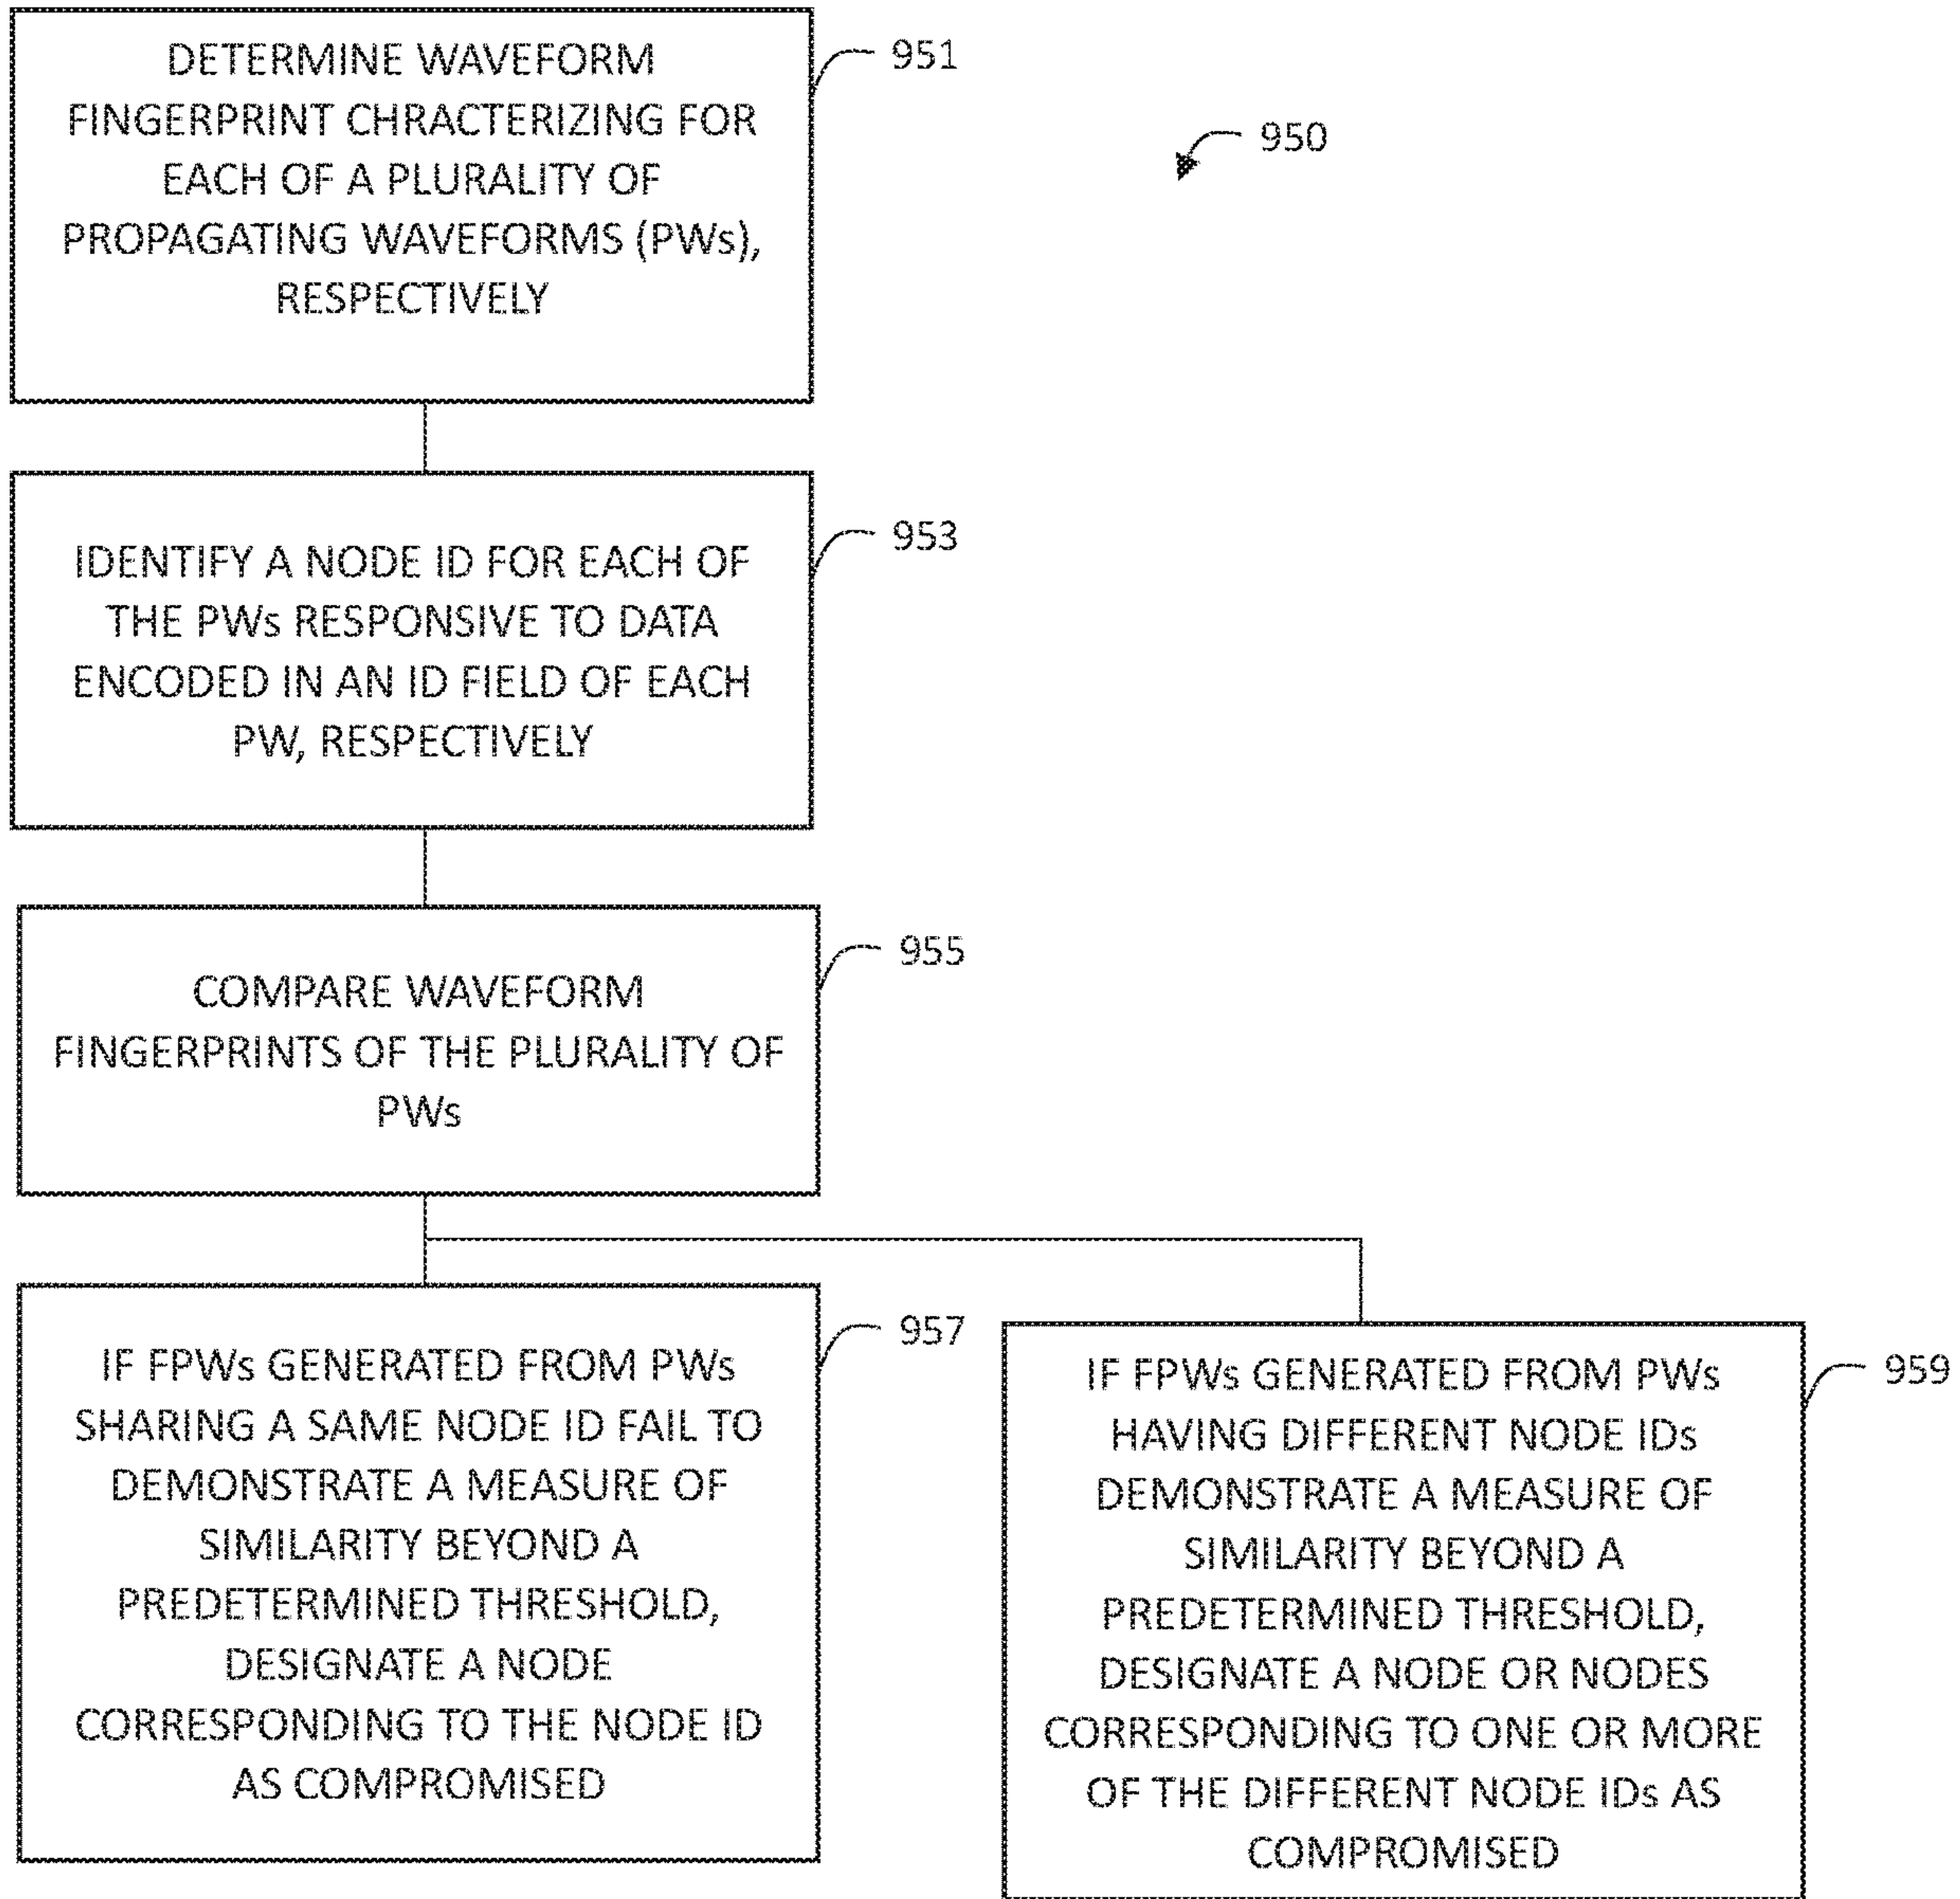 DETERMINE WAVEFORM
FINGERPRINT CHRACTERIZING FOR
EACH OF A PLURALITY OF
PROPAGATING WAVEFORMS (PWs),
RESPECTIVELY
951
950
IDENTIFY A NODE ID FOR EACH OF
THE PWs RESPONSIVE TO DATA
ENCODED IN AN ID FIELD OF EACH
PW, RESPECTIVELY
953
COMPARE WAVEFORM
FINGERPRINTS OF THE PLURALITY OF
PWs
955
IF FPWs GENERATED FROM PWs
SHARING A SAME NODE ID FAIL TO
DEMONSTRATE A MEASURE OF
SIMILARITY BEYOND A
PREDETERMINED THRESHOLD,
DESIGNATE A NODE
CORRESPONDING TO THE NODE ID
AS COMPROMISED
957
IF FPWs GENERATED FROM PWs
HAVING DIFFERENT NODE IDs
DEMONSTRATE A MEASURE OF
SIMILARITY BEYOND A
PREDETERMINED THRESHOLD,
DESIGNATE A NODE OR NODES
CORRESPONDING TO ONE OR MORE
OF THE DIFFERENT NODE IDs AS
COMPROMISED
959